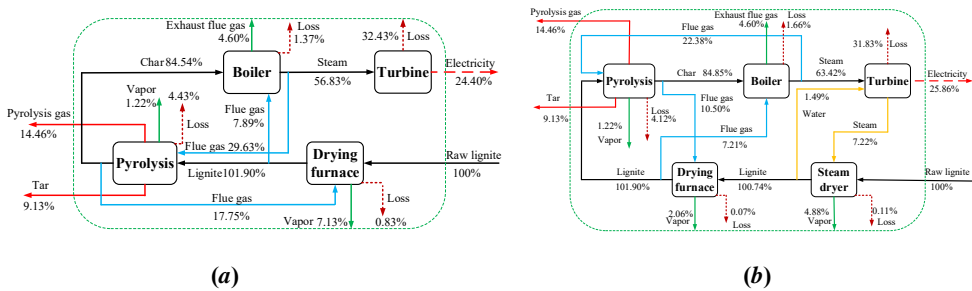 Exhaust flue gas
4.60%
Loss
1.37%
32.43%
Loss
Char 84.54%
Boiler
Steam
56.83%
Turbine
Electricity
24.40%
Vapor
1.22%
4.43%
Loss
Flue gas
7.89%
Pyrolysis gas
14.46%
Flue gas 29.63%
Pyrolysis
Lignite101.90%
Drying
furnace
Raw lignite
100%
Tar
9.13%
Flue gas
17.75%
Vapor 7.13%
Loss
0.83%
(a)
Pyrolysis gas
14.46%
Flue gas
22.38%
Exhaust flue gas
4.60%
Loss
1.66%
31.83%
Loss
Pyrolysis
Char 84.85%
Boiler
Steam
63.42%
Turbine
Electricity
25.86%
Tar
9.13%
1.22%
Vapor
Loss
4.12%
Flue gas
10.50%
Flue gas
7.21%
1.49%
Water
Steam
7.22%
Lignite
101.90%
Drying
furnace
Lignite
100.74%
Steam
dryer
Raw lignite
100%
2.06%
Vapor
0.07%
Loss
4.88%
Vapor
0.11%
Loss
(b)